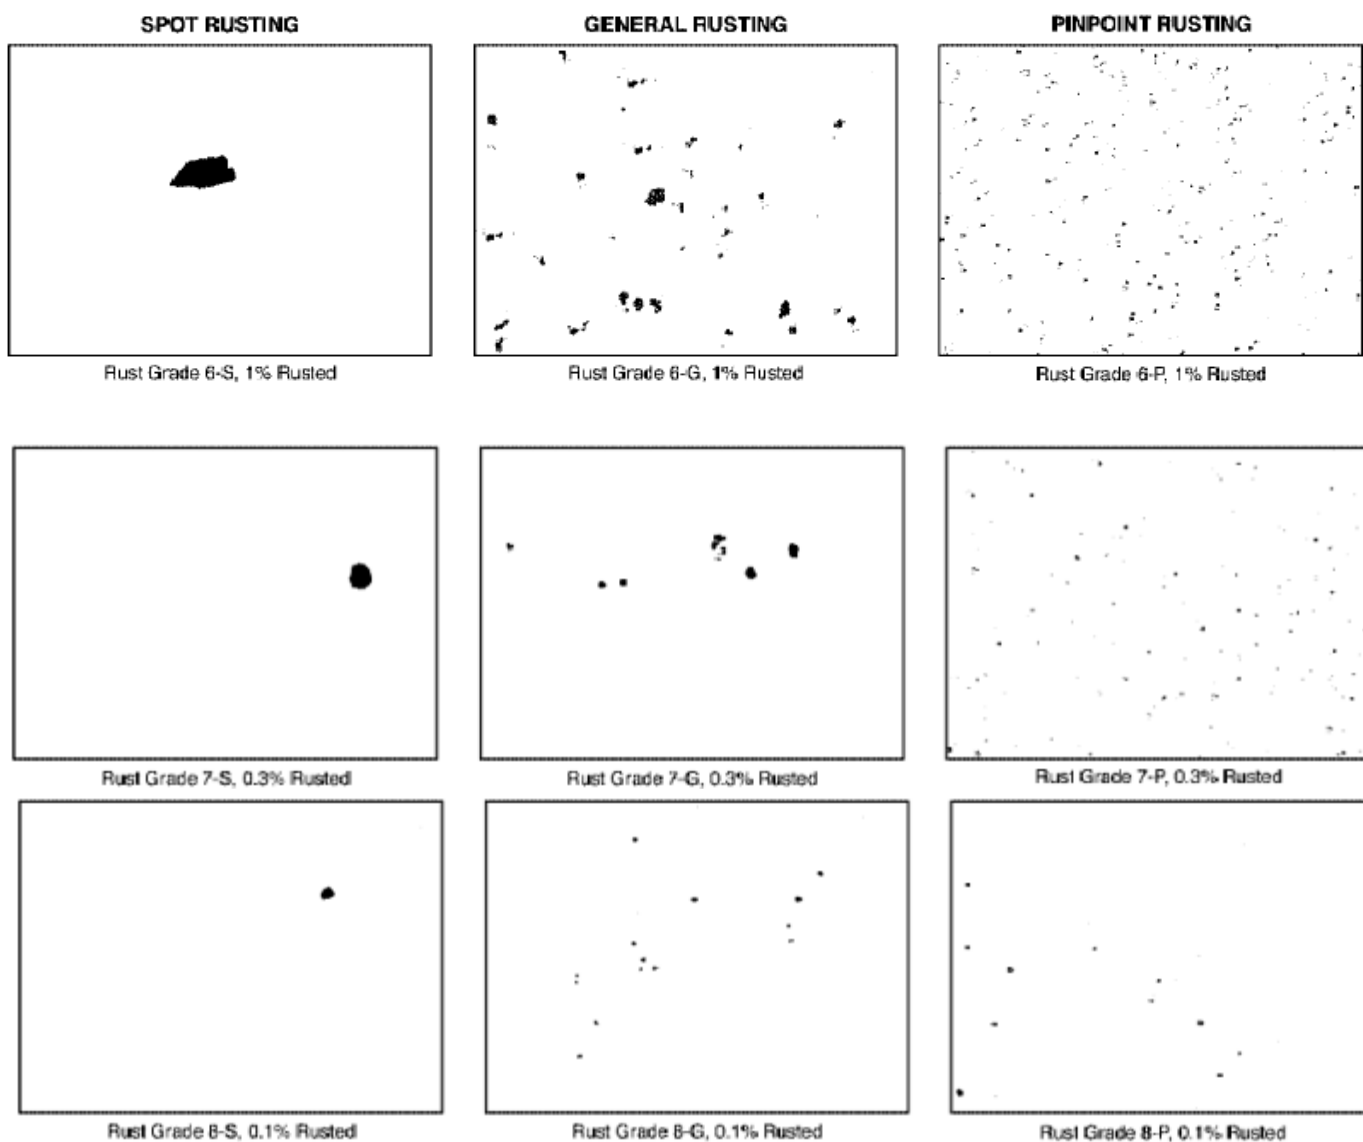 SPOT RUSTING GENERAL RUSTING PINPOINT RUSTING
Rust Grade 6-S, 1% Rusted Rust Grade 6-G, 1% Rusted Rust Grade 6-P, 1% Rusted
Rust Grade 7-S, 0.3% Rusted Rust Grade 7-G, 0.3% Rusted Rust Grade 7-P, 0.3% Rusted
Rust Grade 8-S, 0.1% Rusted Rust Grade 8-G, 0.1% Rusted Rust Grade 8-P, 0.1% Rusted